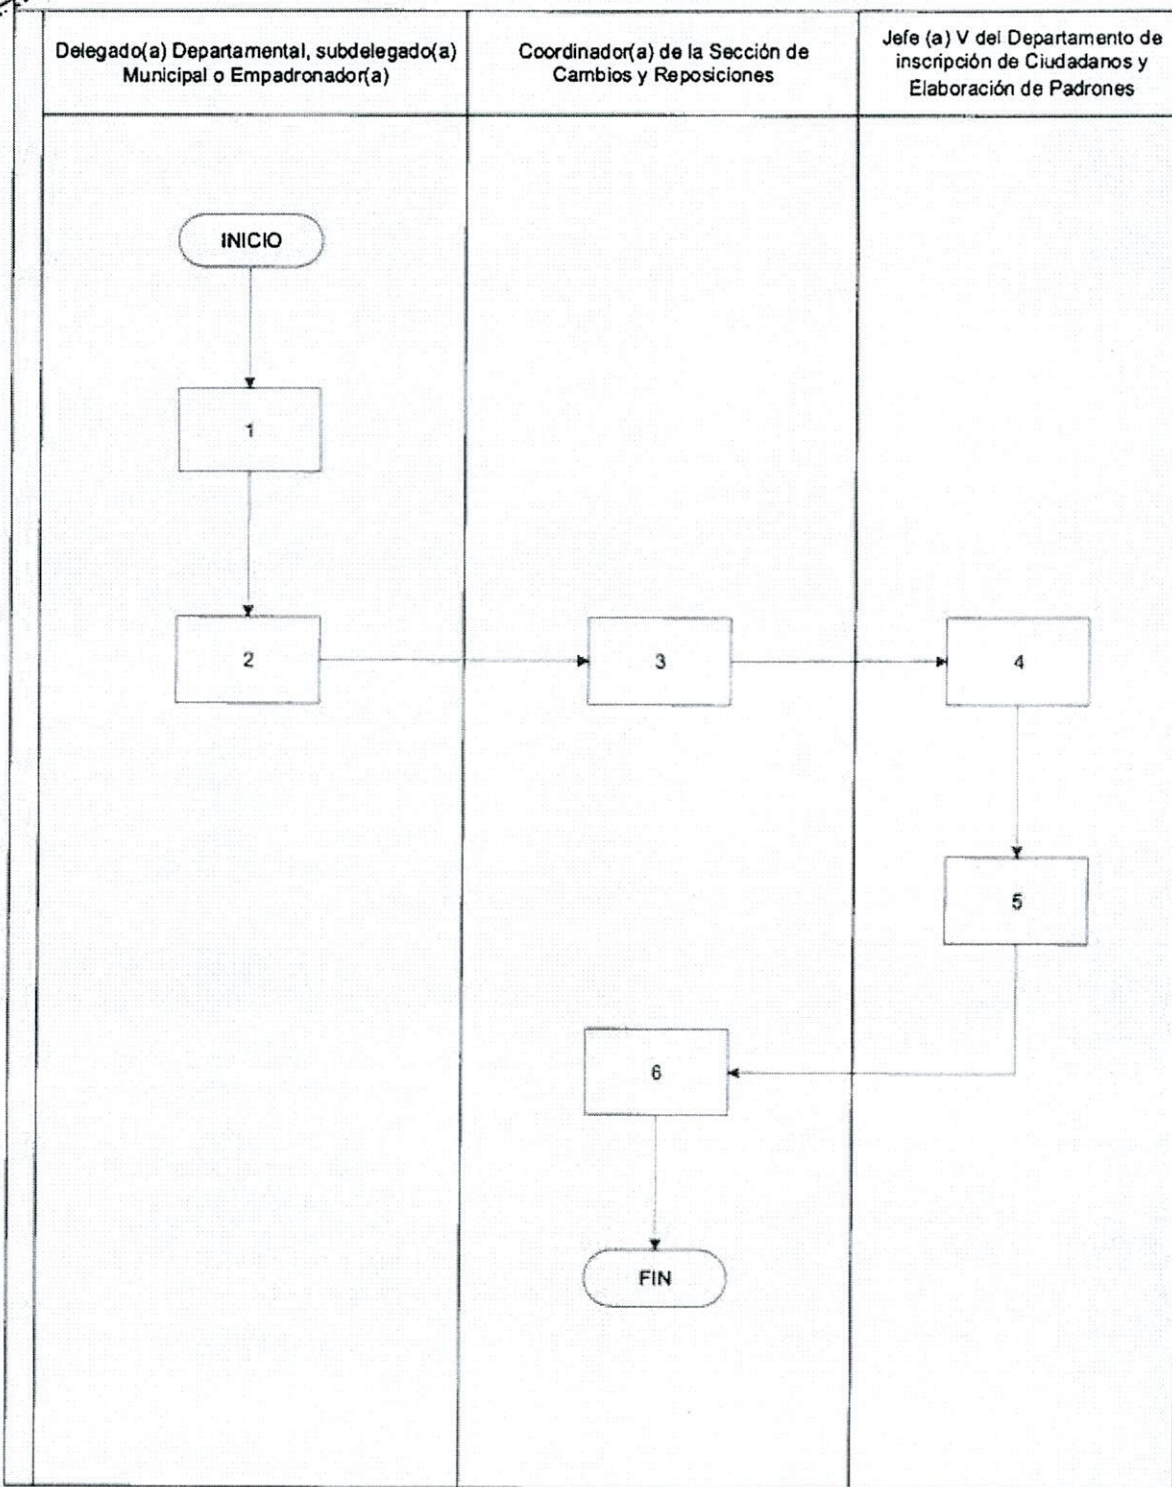 Delegado(a) Departamental, subdelegado(a)
Municipal o Empadronador(a)
Coordinador(a) de la Sección de
Cambios y Reposiciones
Jefe (a) V del Departamento de
inscripción de Ciudadanos y
Elaboración de Padrones
INICIO
1
2
3
4
5
6
FIN